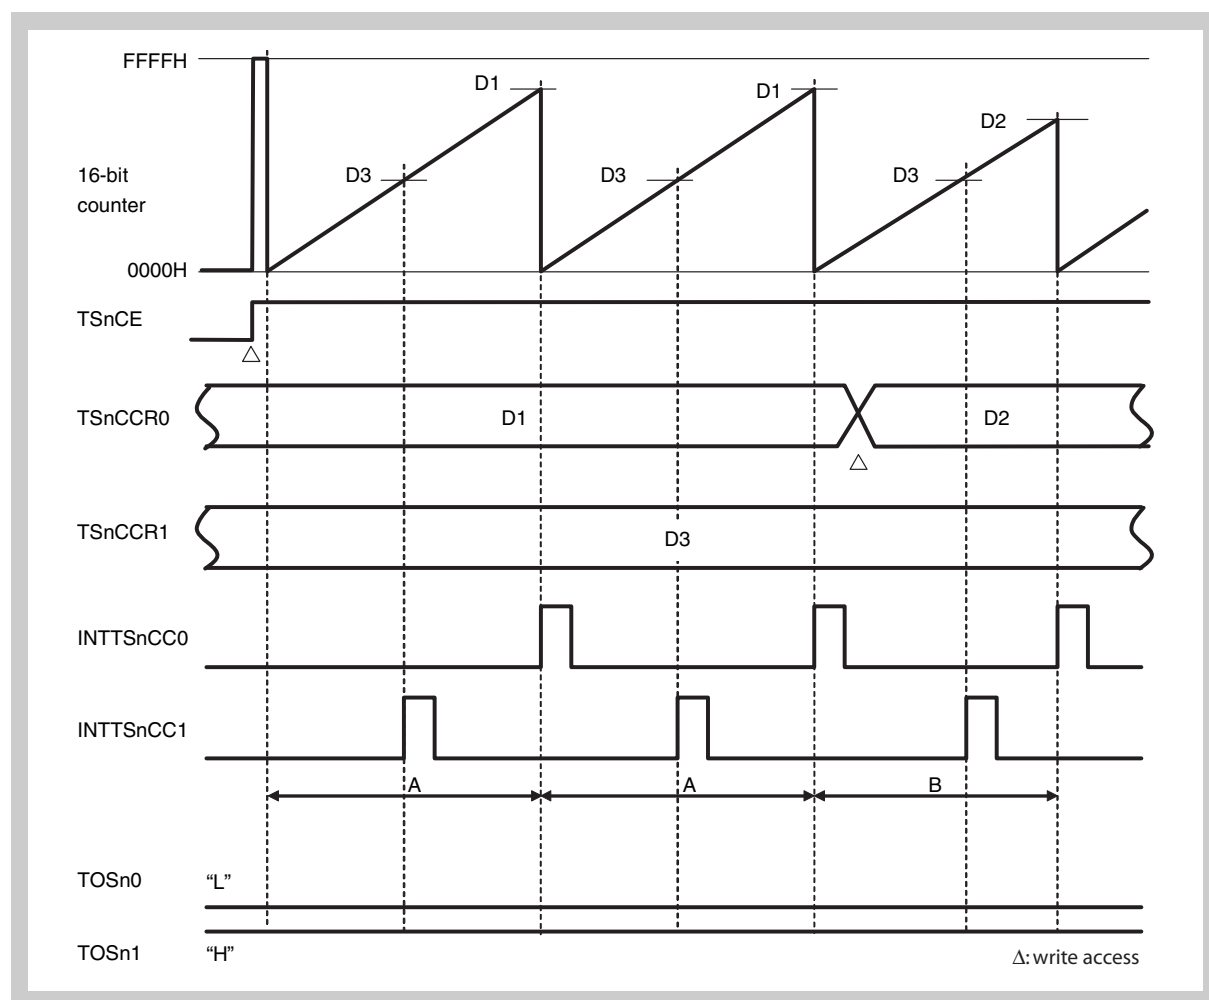 FFFFH
D1
D1
D2
16-bit
counter
D3
D3
D3
0000H
TSnCE
△
TSnCCR0
D1
D2
△
TSnCCR1
D3
INTTSnCC0
INTTSnCC1
A
A
B
TOSn0
“L”
TOSn1
“H”
Δ: write access